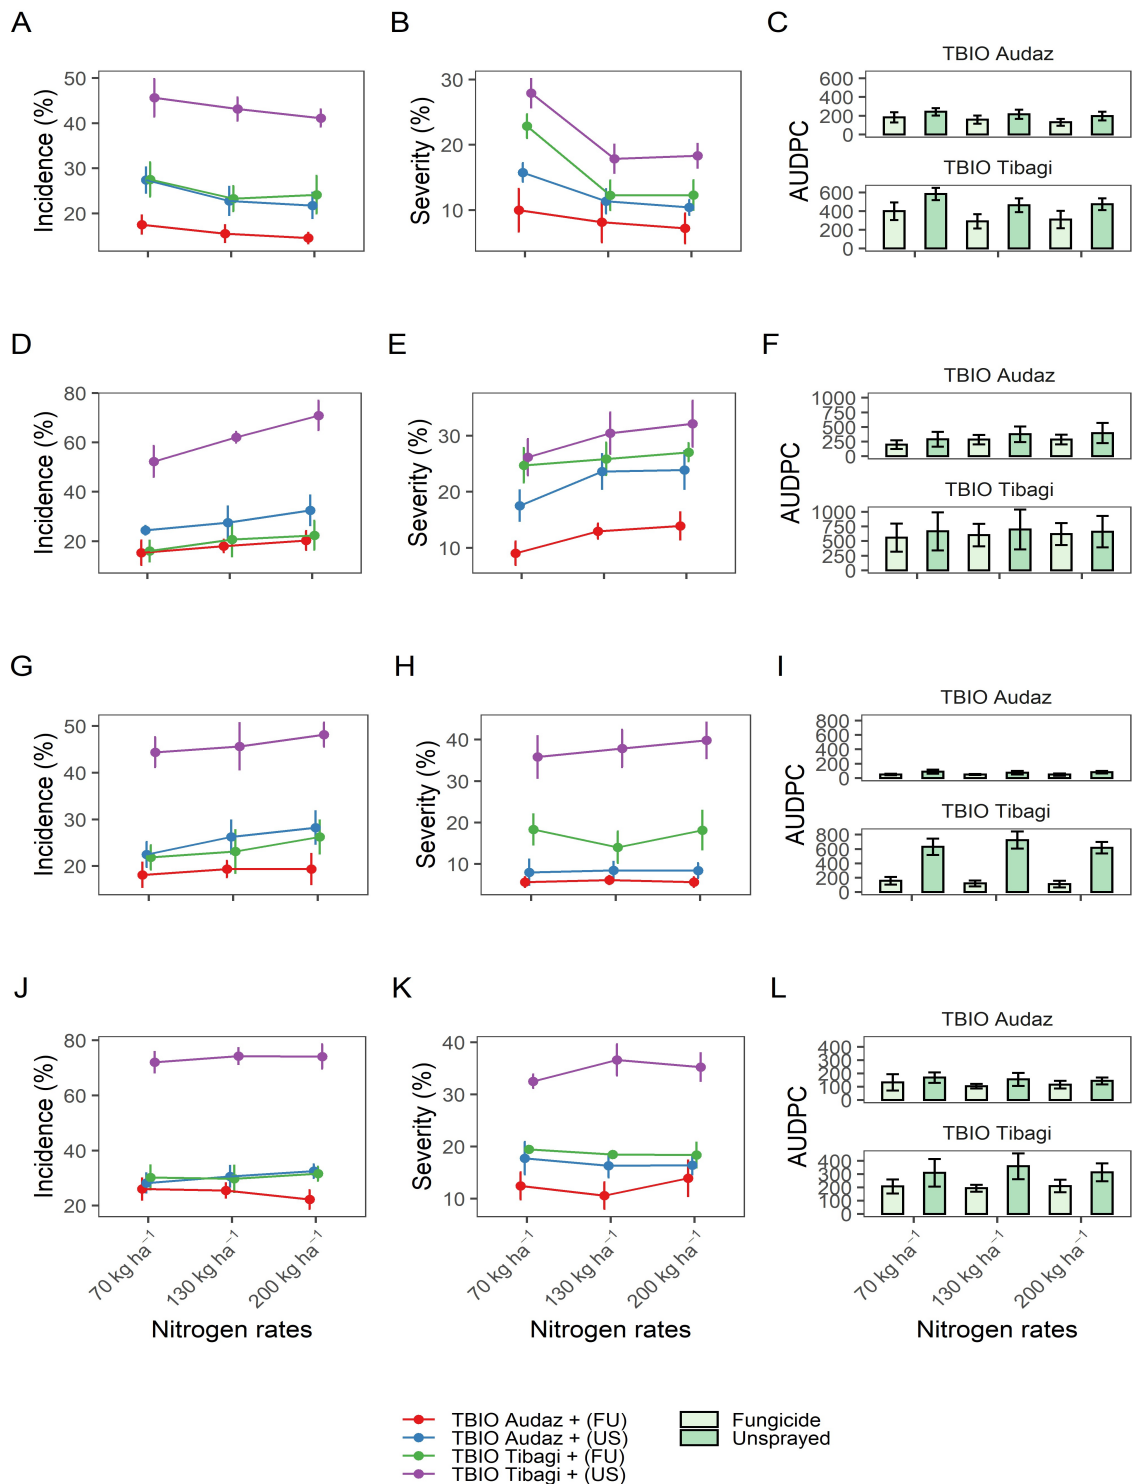 A
B
C
TBIO Audaz
Incidence (%)
50
40
30
20
Severity (%)
30
20
10
AUDPC
600
400
200
0
TBIO Tibagi
600
400
200
0
D
E
F
TBIO Audaz
Incidence (%)
80
60
40
20
Severity (%)
30
20
10
AUDPC
1000
750
500
250
0
TBIO Tibagi
1000
750
500
250
0
G
H
I
TBIO Audaz
Incidence (%)
50
40
30
20
Severity (%)
40
30
20
10
AUDPC
800
600
400
200
0
TBIO Tibagi
800
600
400
200
0
J
K
L
TBIO Audaz
Incidence (%)
80
60
40
20
Severity (%)
40
30
20
10
AUDPC
400
300
200
100
0
TBIO Tibagi
400
300
200
100
0
70 kg ha⁻¹
130 kg ha⁻¹
200 kg ha⁻¹
70 kg ha⁻¹
130 kg ha⁻¹
200 kg ha⁻¹
70 kg ha⁻¹
130 kg ha⁻¹
200 kg ha⁻¹
Nitrogen rates
Nitrogen rates
Nitrogen rates
TBIO Audaz + (FU)
TBIO Audaz + (US)
TBIO Tibagi + (FU)
TBIO Tibagi + (US)
Fungicide
Unsprayed